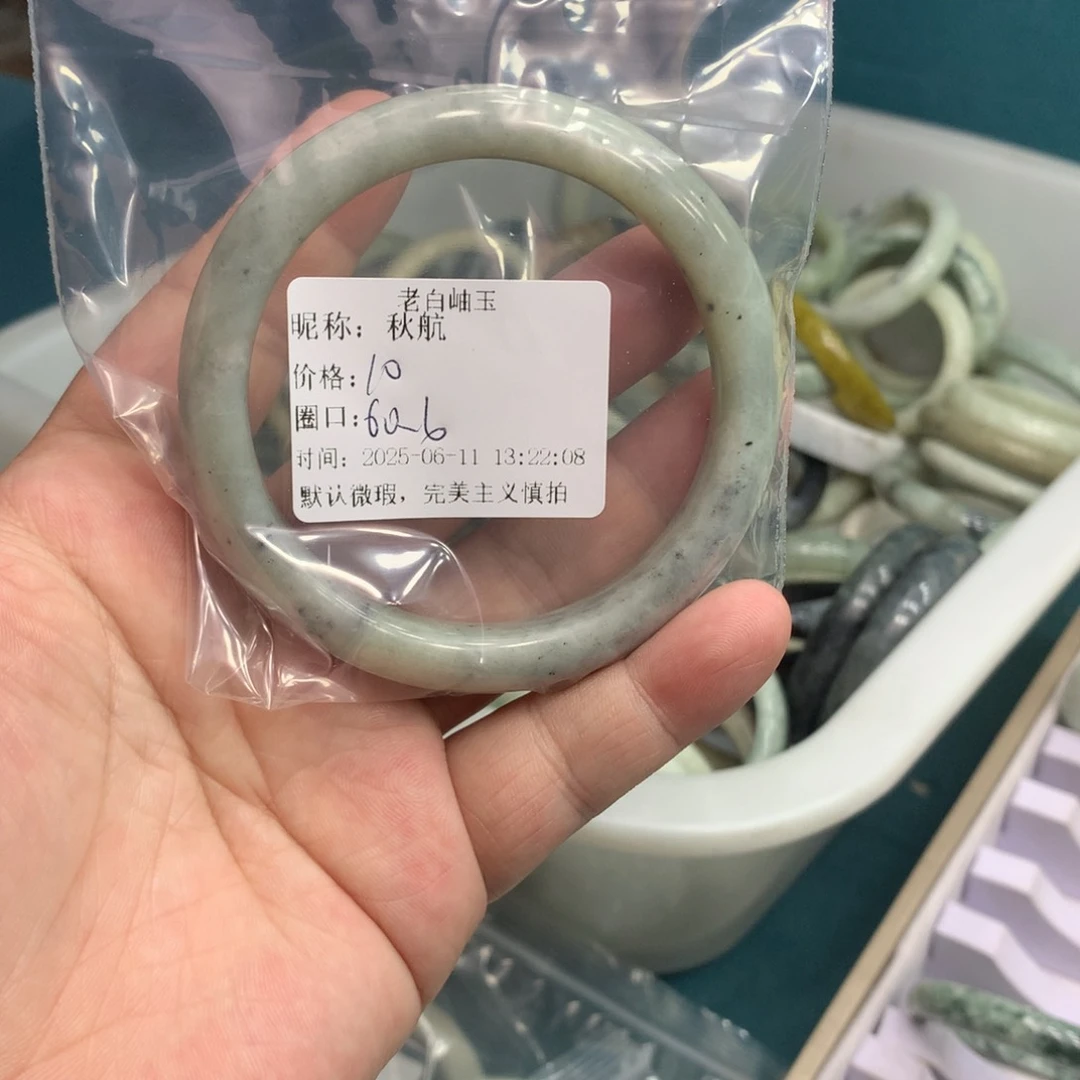 老白岫玉
昵称：秋航
价格：10
圈口：60.6
时间：2025-06-11 13:22:08
默认微瑕，完美主义慎拍